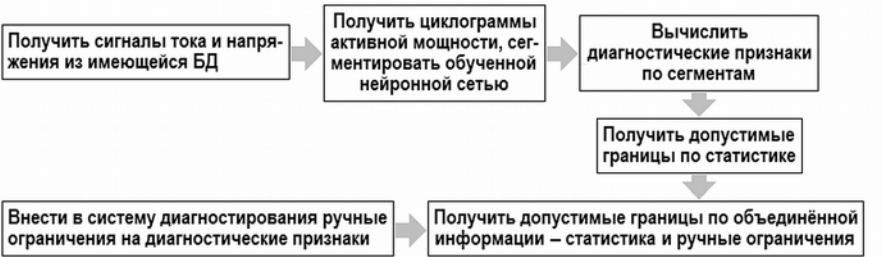 Получить сигналы тока и напря-
жения из имеющейся БД
Получить циклограммы
активной мощности, сег-
ментировать обученной
нейронной сетью
Вычислить
диагностические признаки
по сегментам
Получить допустимые
границы по статистике
Внести в систему диагностирования ручные
ограничения на диагностические признаки
Получить допустимые границы по объединённой
информации – статистика и ручные ограничения